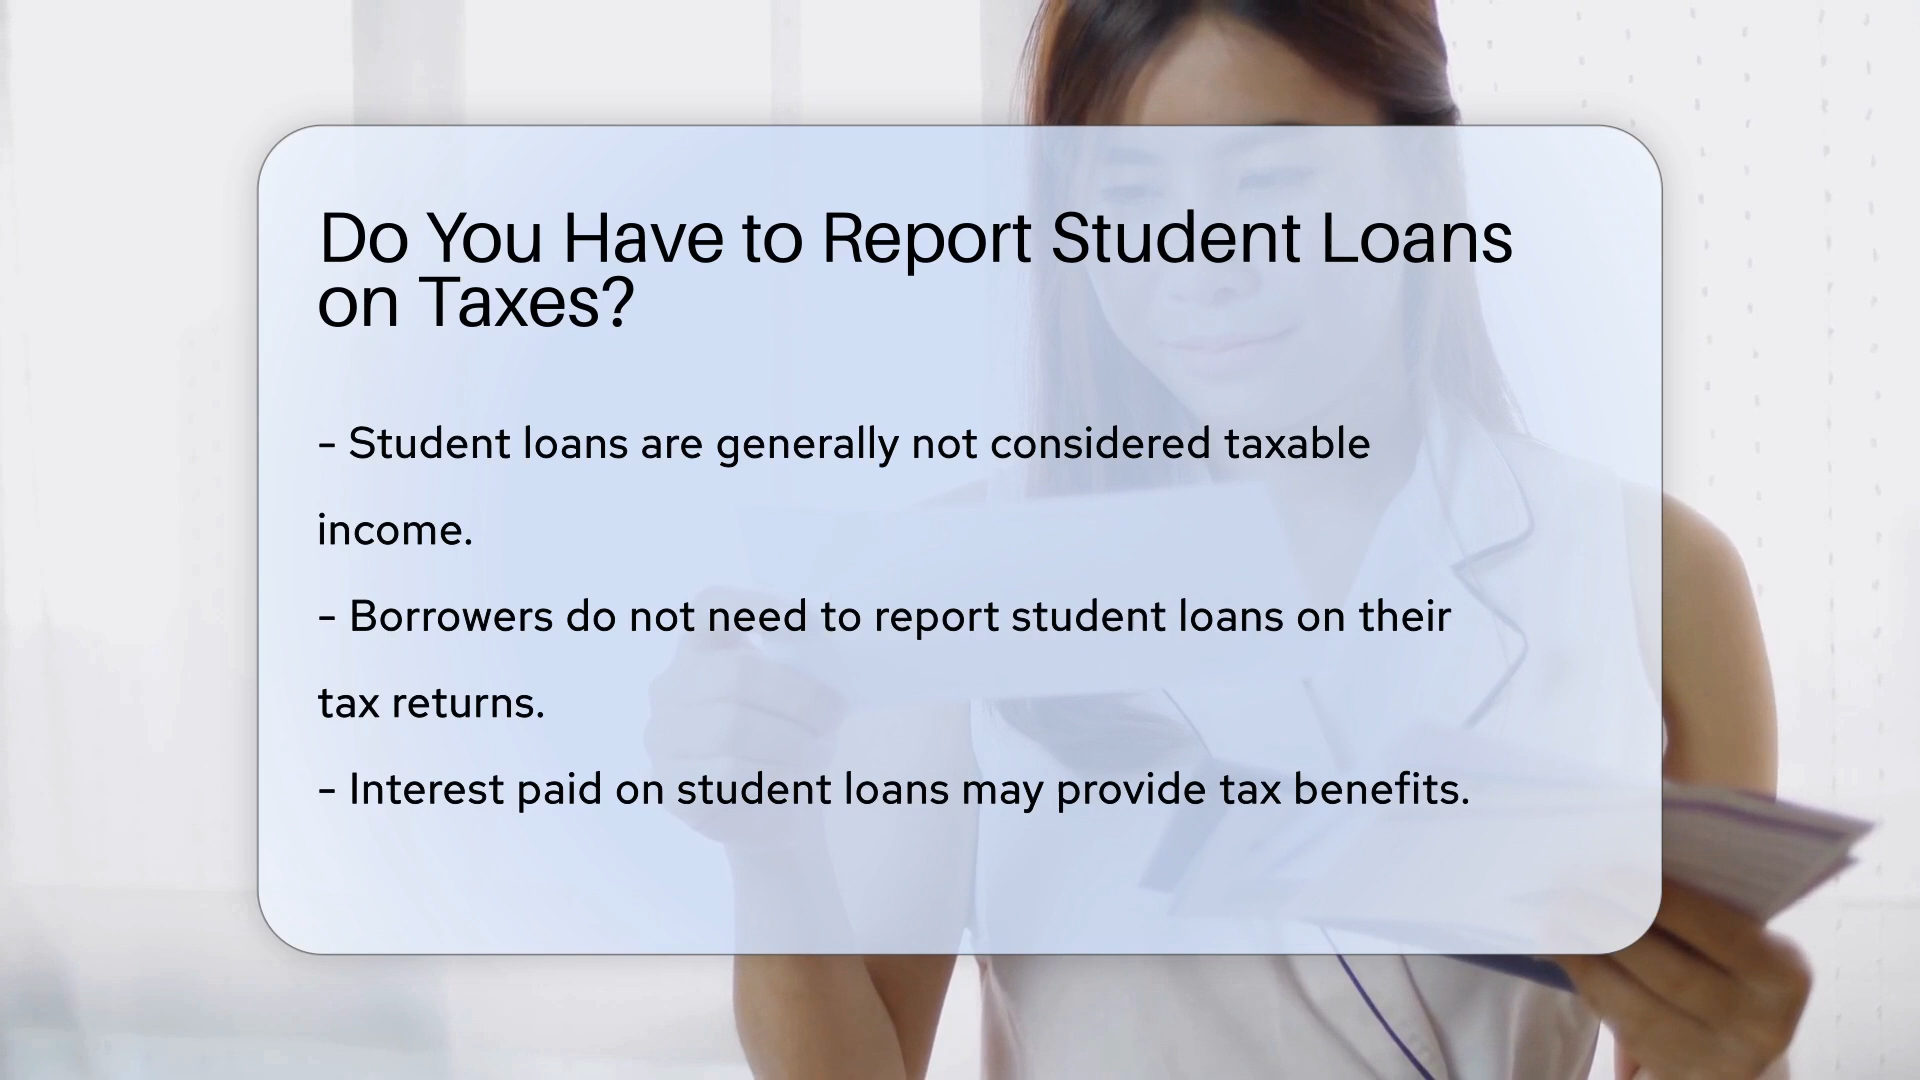 Do You Have to Report Student Loans
on Taxes?
- Student loans are generally not considered taxable
income.
- Borrowers do not need to report student loans on their
tax returns.
- Interest paid on student loans may provide tax benefits.